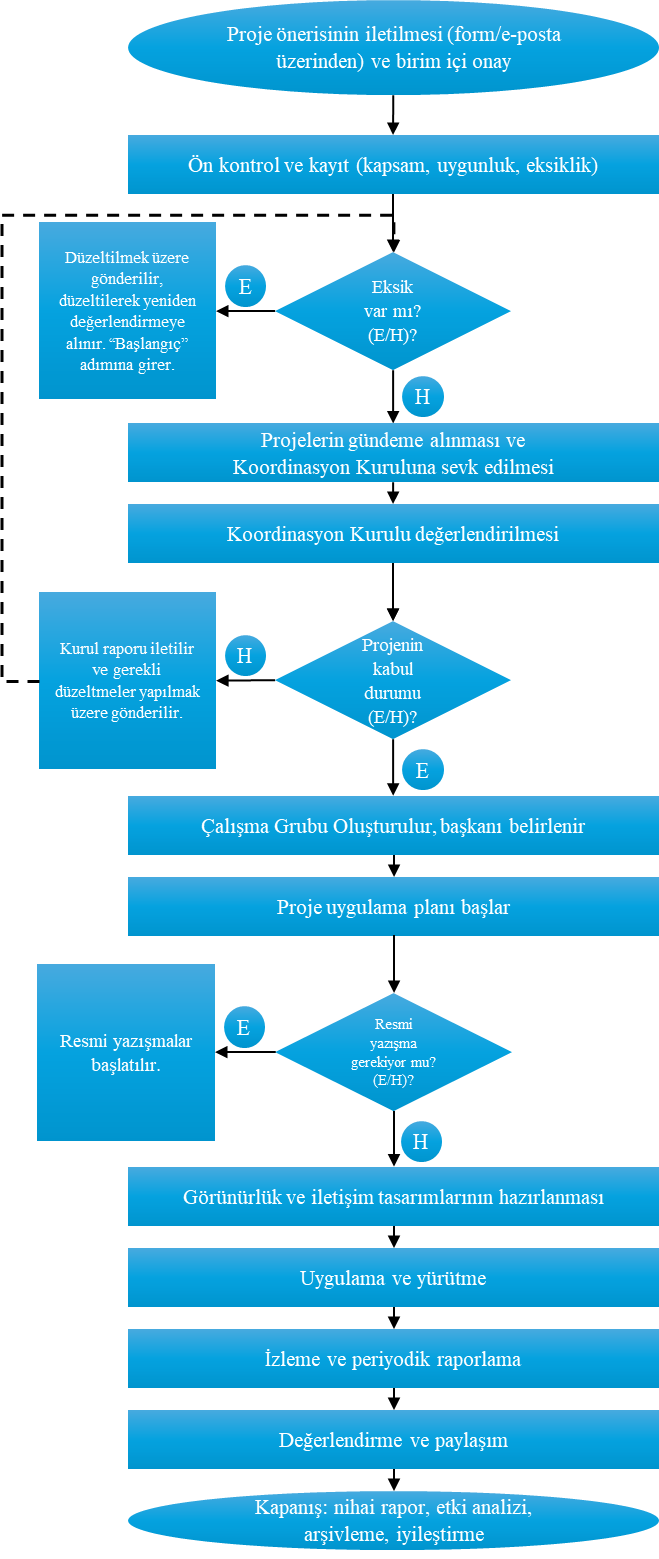 Proje önerisinin iletilmesi (form/e-posta
üzerinden) ve birim içi onay
Ön kontrol ve kayıt (kapsam, uygunluk, eksiklik)
Eksik
var mı?
(E/H)?
E
Düzeltilmek üzere
gönderilir,
düzeltilerek yeniden
değerlendirmeye
alınır. “Başlangıç”
adımına girer.
H
Projelerin gündeme alınması ve
Koordinasyon Kuruluna sevk edilmesi
Koordinasyon Kurulu değerlendirilmesi
Projenin
kabul
durumu
(E/H)?
H
Kurul raporu iletilir
ve gerekli
düzeltmeler yapılmak
üzere gönderilir.
E
Çalışma Grubu Oluşturulur, başkanı belirlenir
Proje uygulama planı başlar
Resmi
yazışma
gerekiyor mu?
(E/H)?
E
Resmi yazışmalar
başlatılır.
H
Görünürlük ve iletişim tasarımlarının hazırlanması
Uygulama ve yürütme
İzleme ve periyodik raporlama
Değerlendirme ve paylaşım
Kapanış: nihai rapor, etki analizi,
arşivleme, iyileştirme